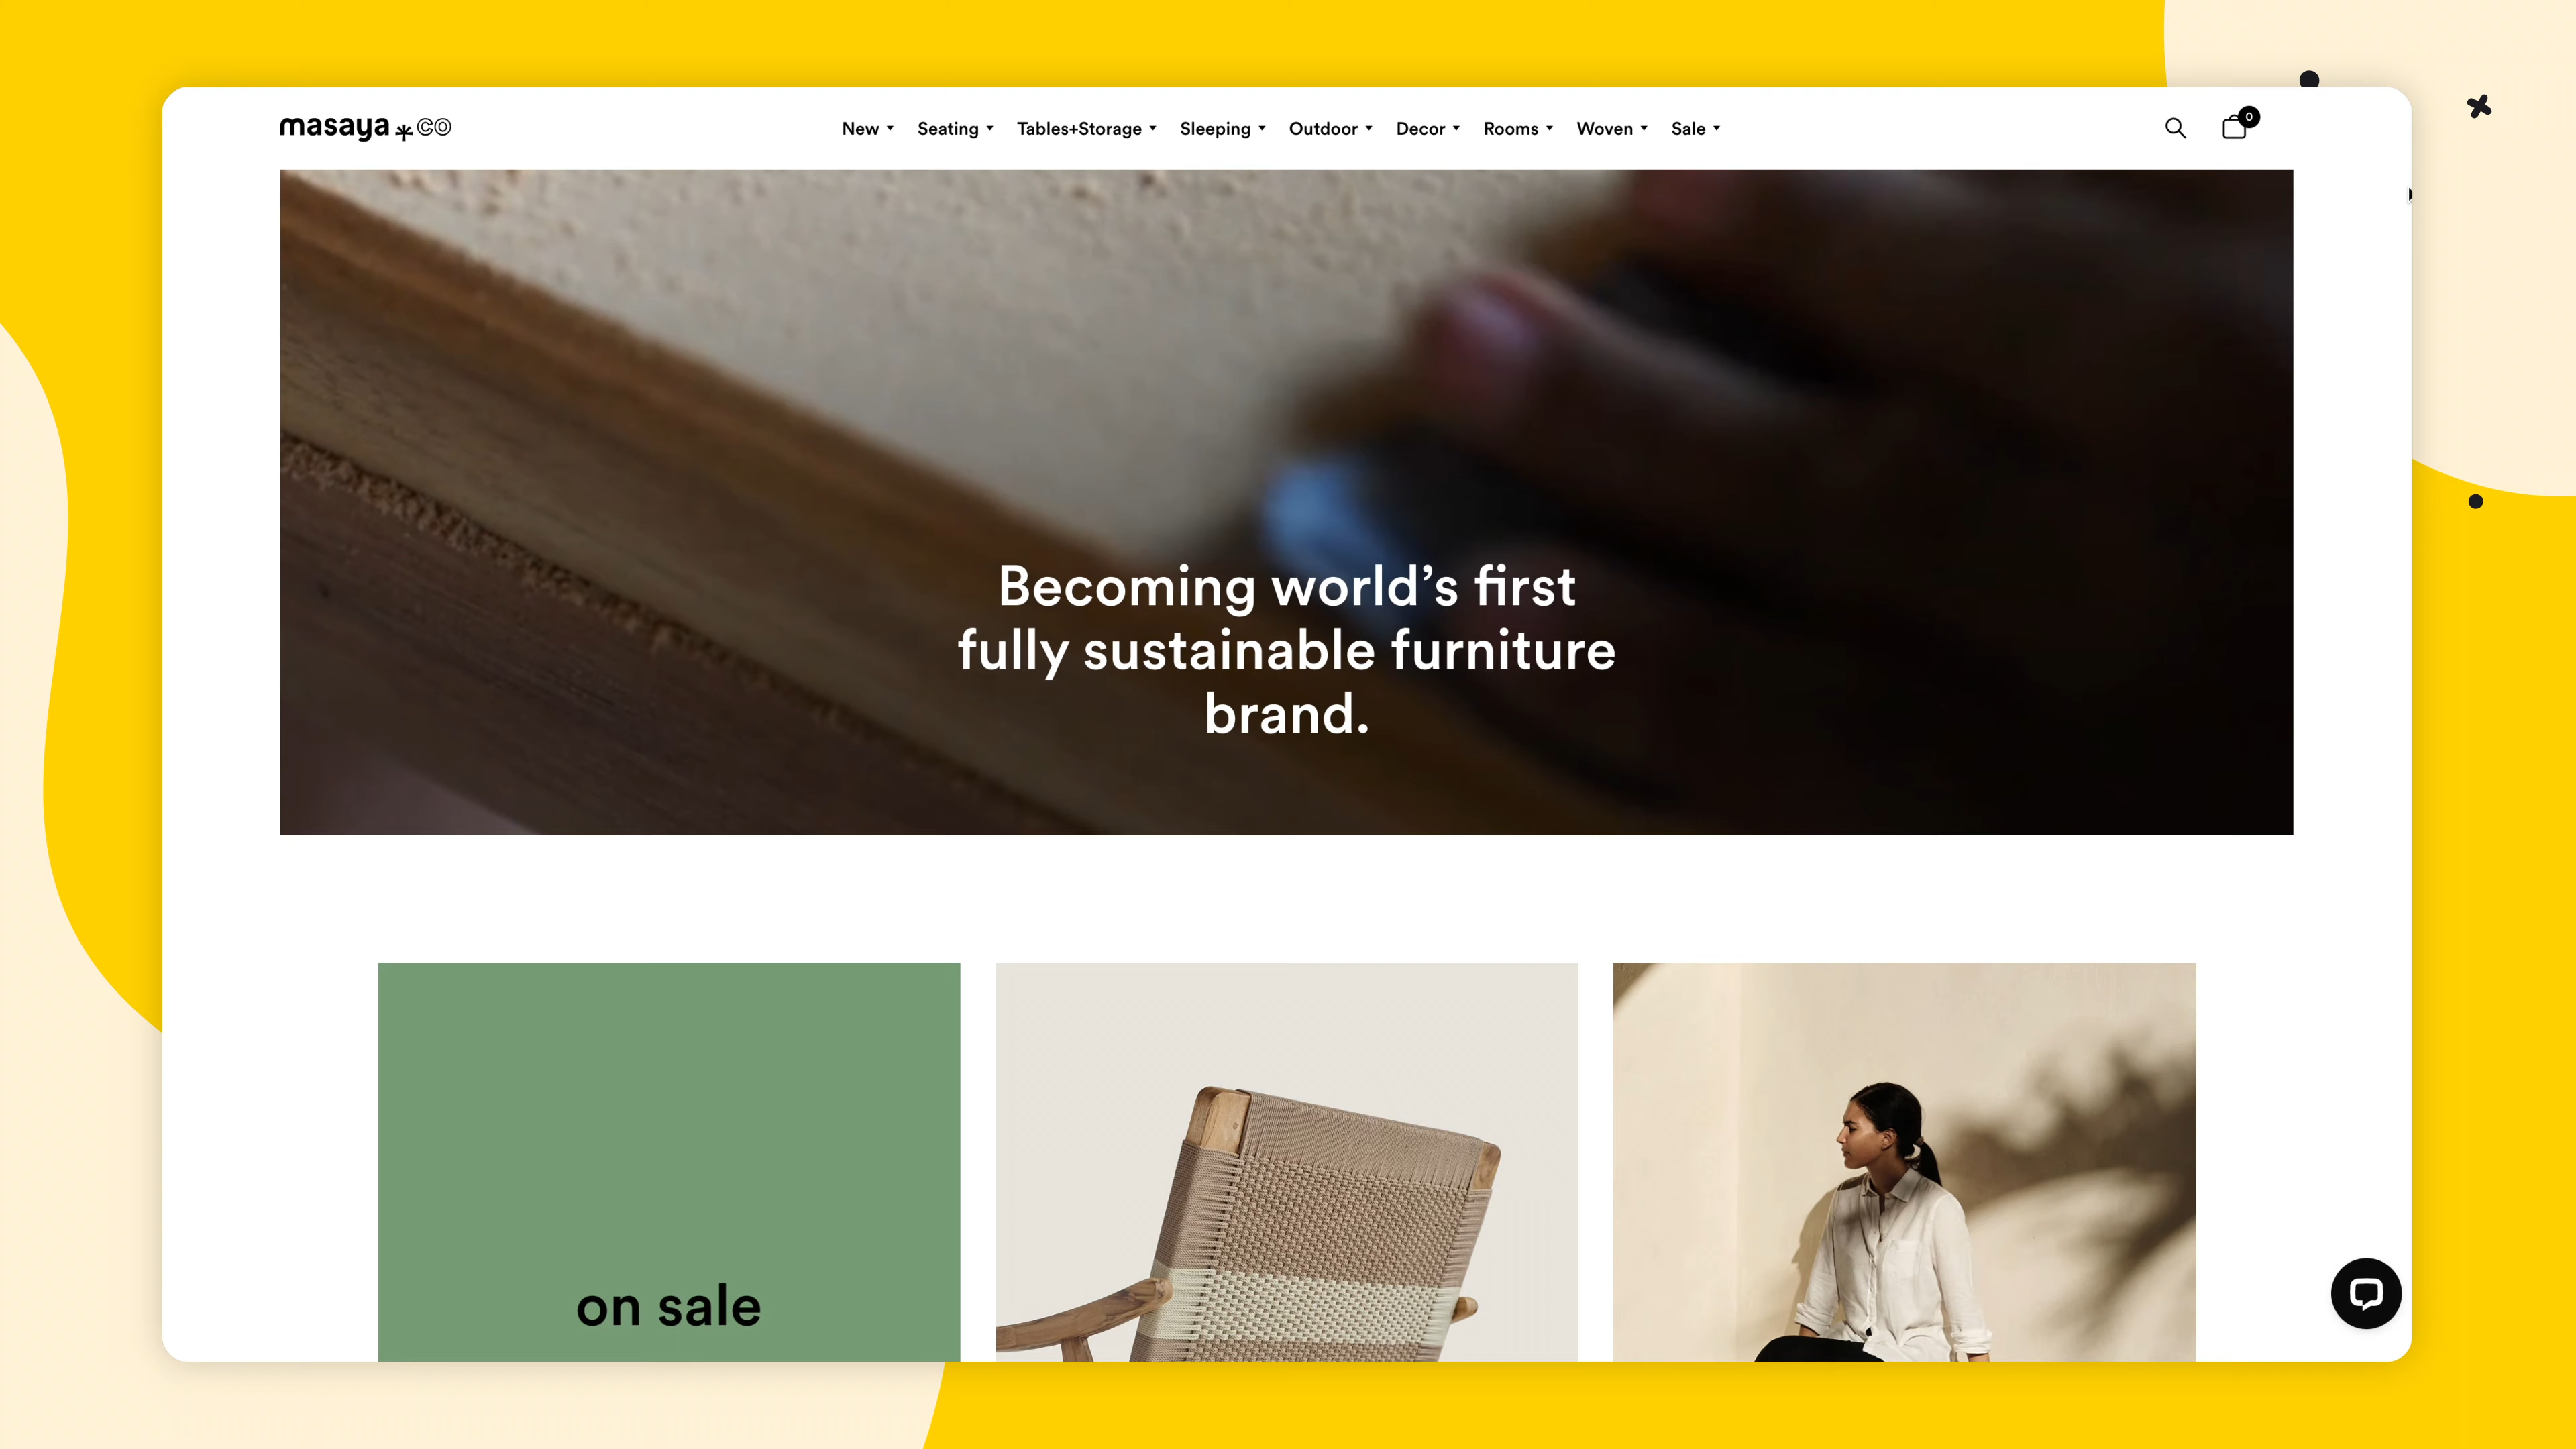 masaya CO
New Seating Tables+Storage Sleeping Outdoor Decor Rooms Woven Sale
0
Becoming world’s first
fully sustainable furniture
brand.
on sale